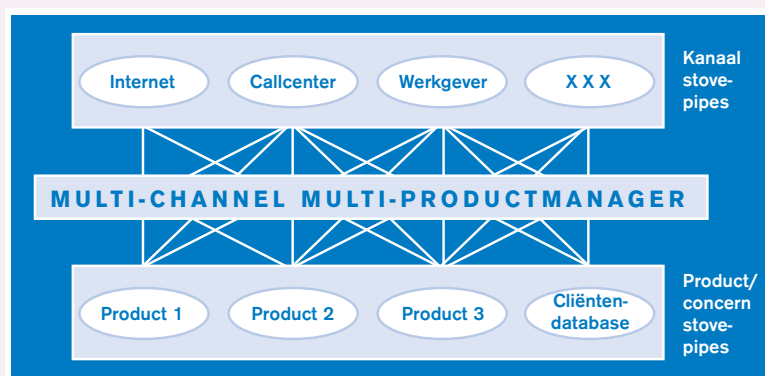 Internet
Callcenter
Werkgever
X X X
Kanaal
stove-
pipes
MULTI-CHANNEL MULTI-PRODUCTMANAGER
Product 1
Product 2
Product 3
Cliënten-
database
Product/
concern
stove-
pipes